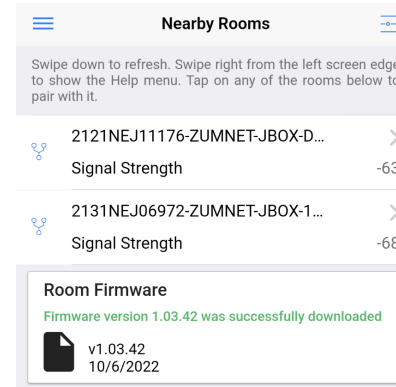 Nearby Rooms
Swipe down to refresh. Swipe right from the left screen edge
to show the Help menu. Tap on any of the rooms below to
pair with it.
2121NEJ11176-ZUMNET-JBOX-D...
Signal Strength
-63
2131NEJ06972-ZUMNET-JBOX-1...
Signal Strength
-68
Room Firmware
Firmware version 1.03.42 was successfully downloaded
v1.03.42
10/6/2022